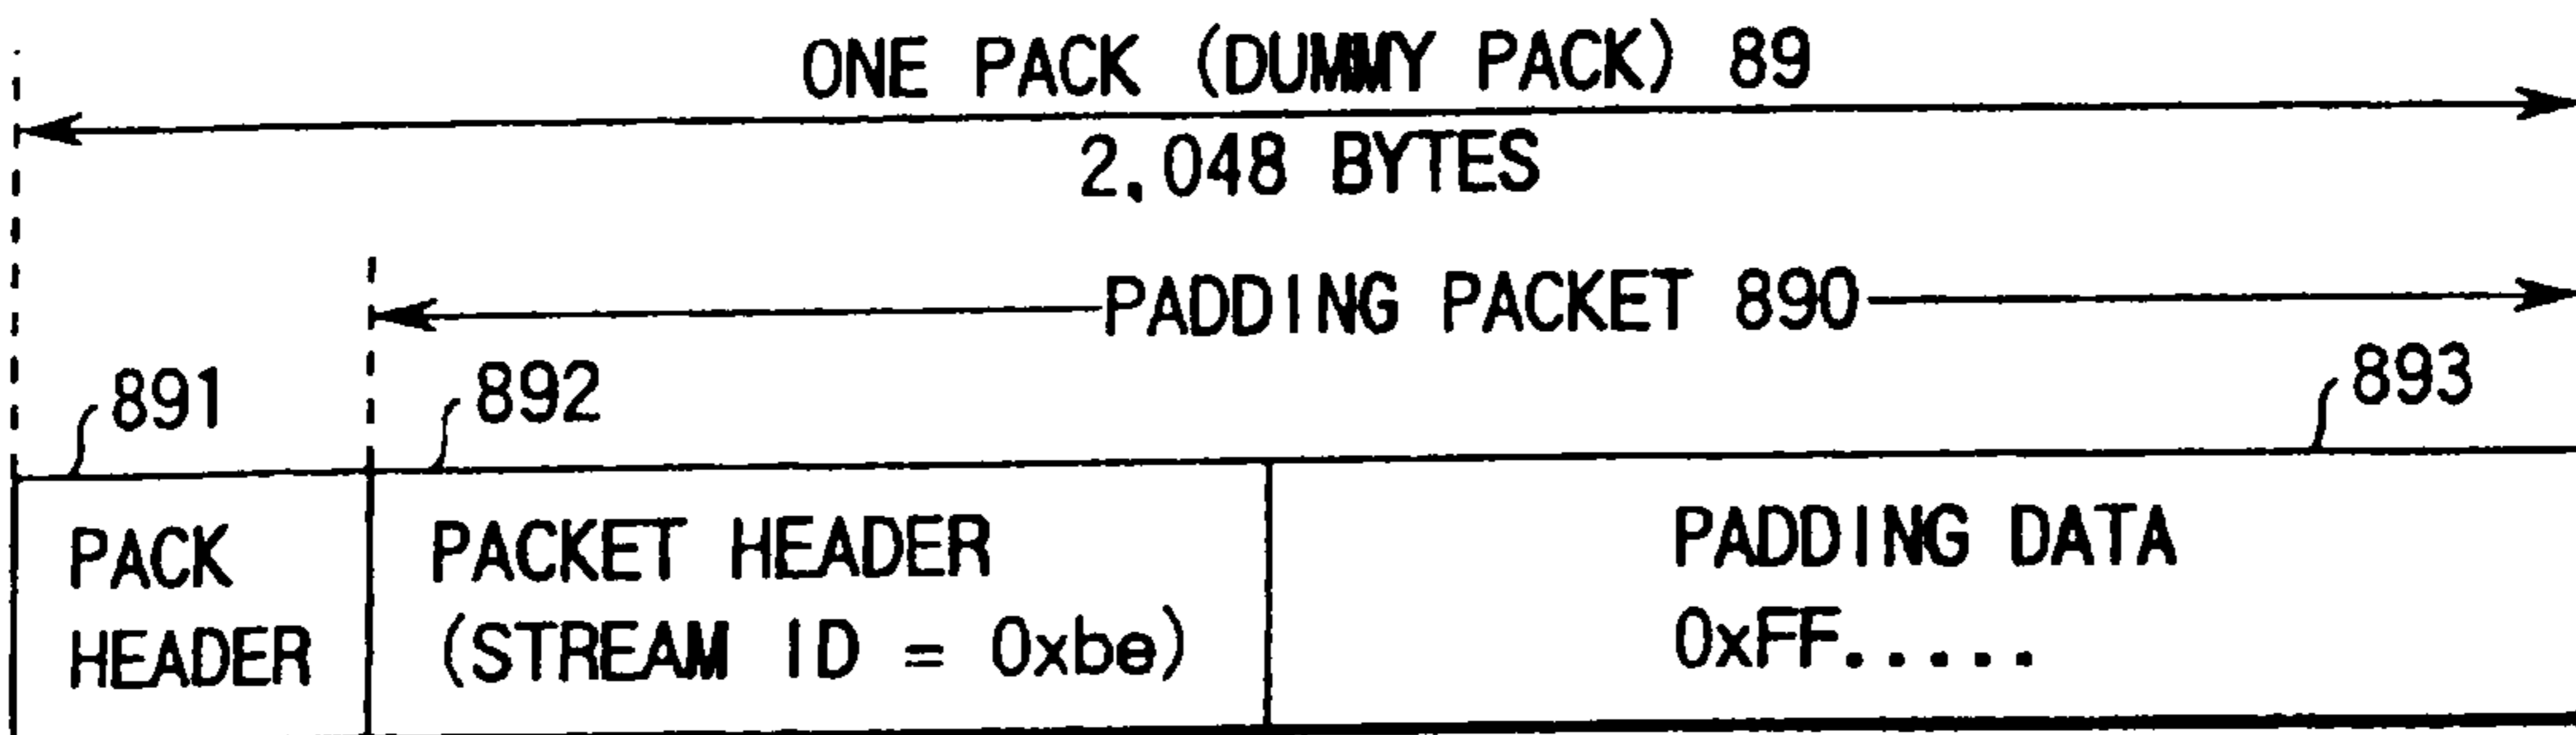 ONE PACK (DUMMY PACK) 89
2,048 BYTES
PADDING PACKET 890
891
892
893
PACK
HEADER
PACKET HEADER
(STREAM ID = 0xbe)
PADDING DATA
0xFF.....